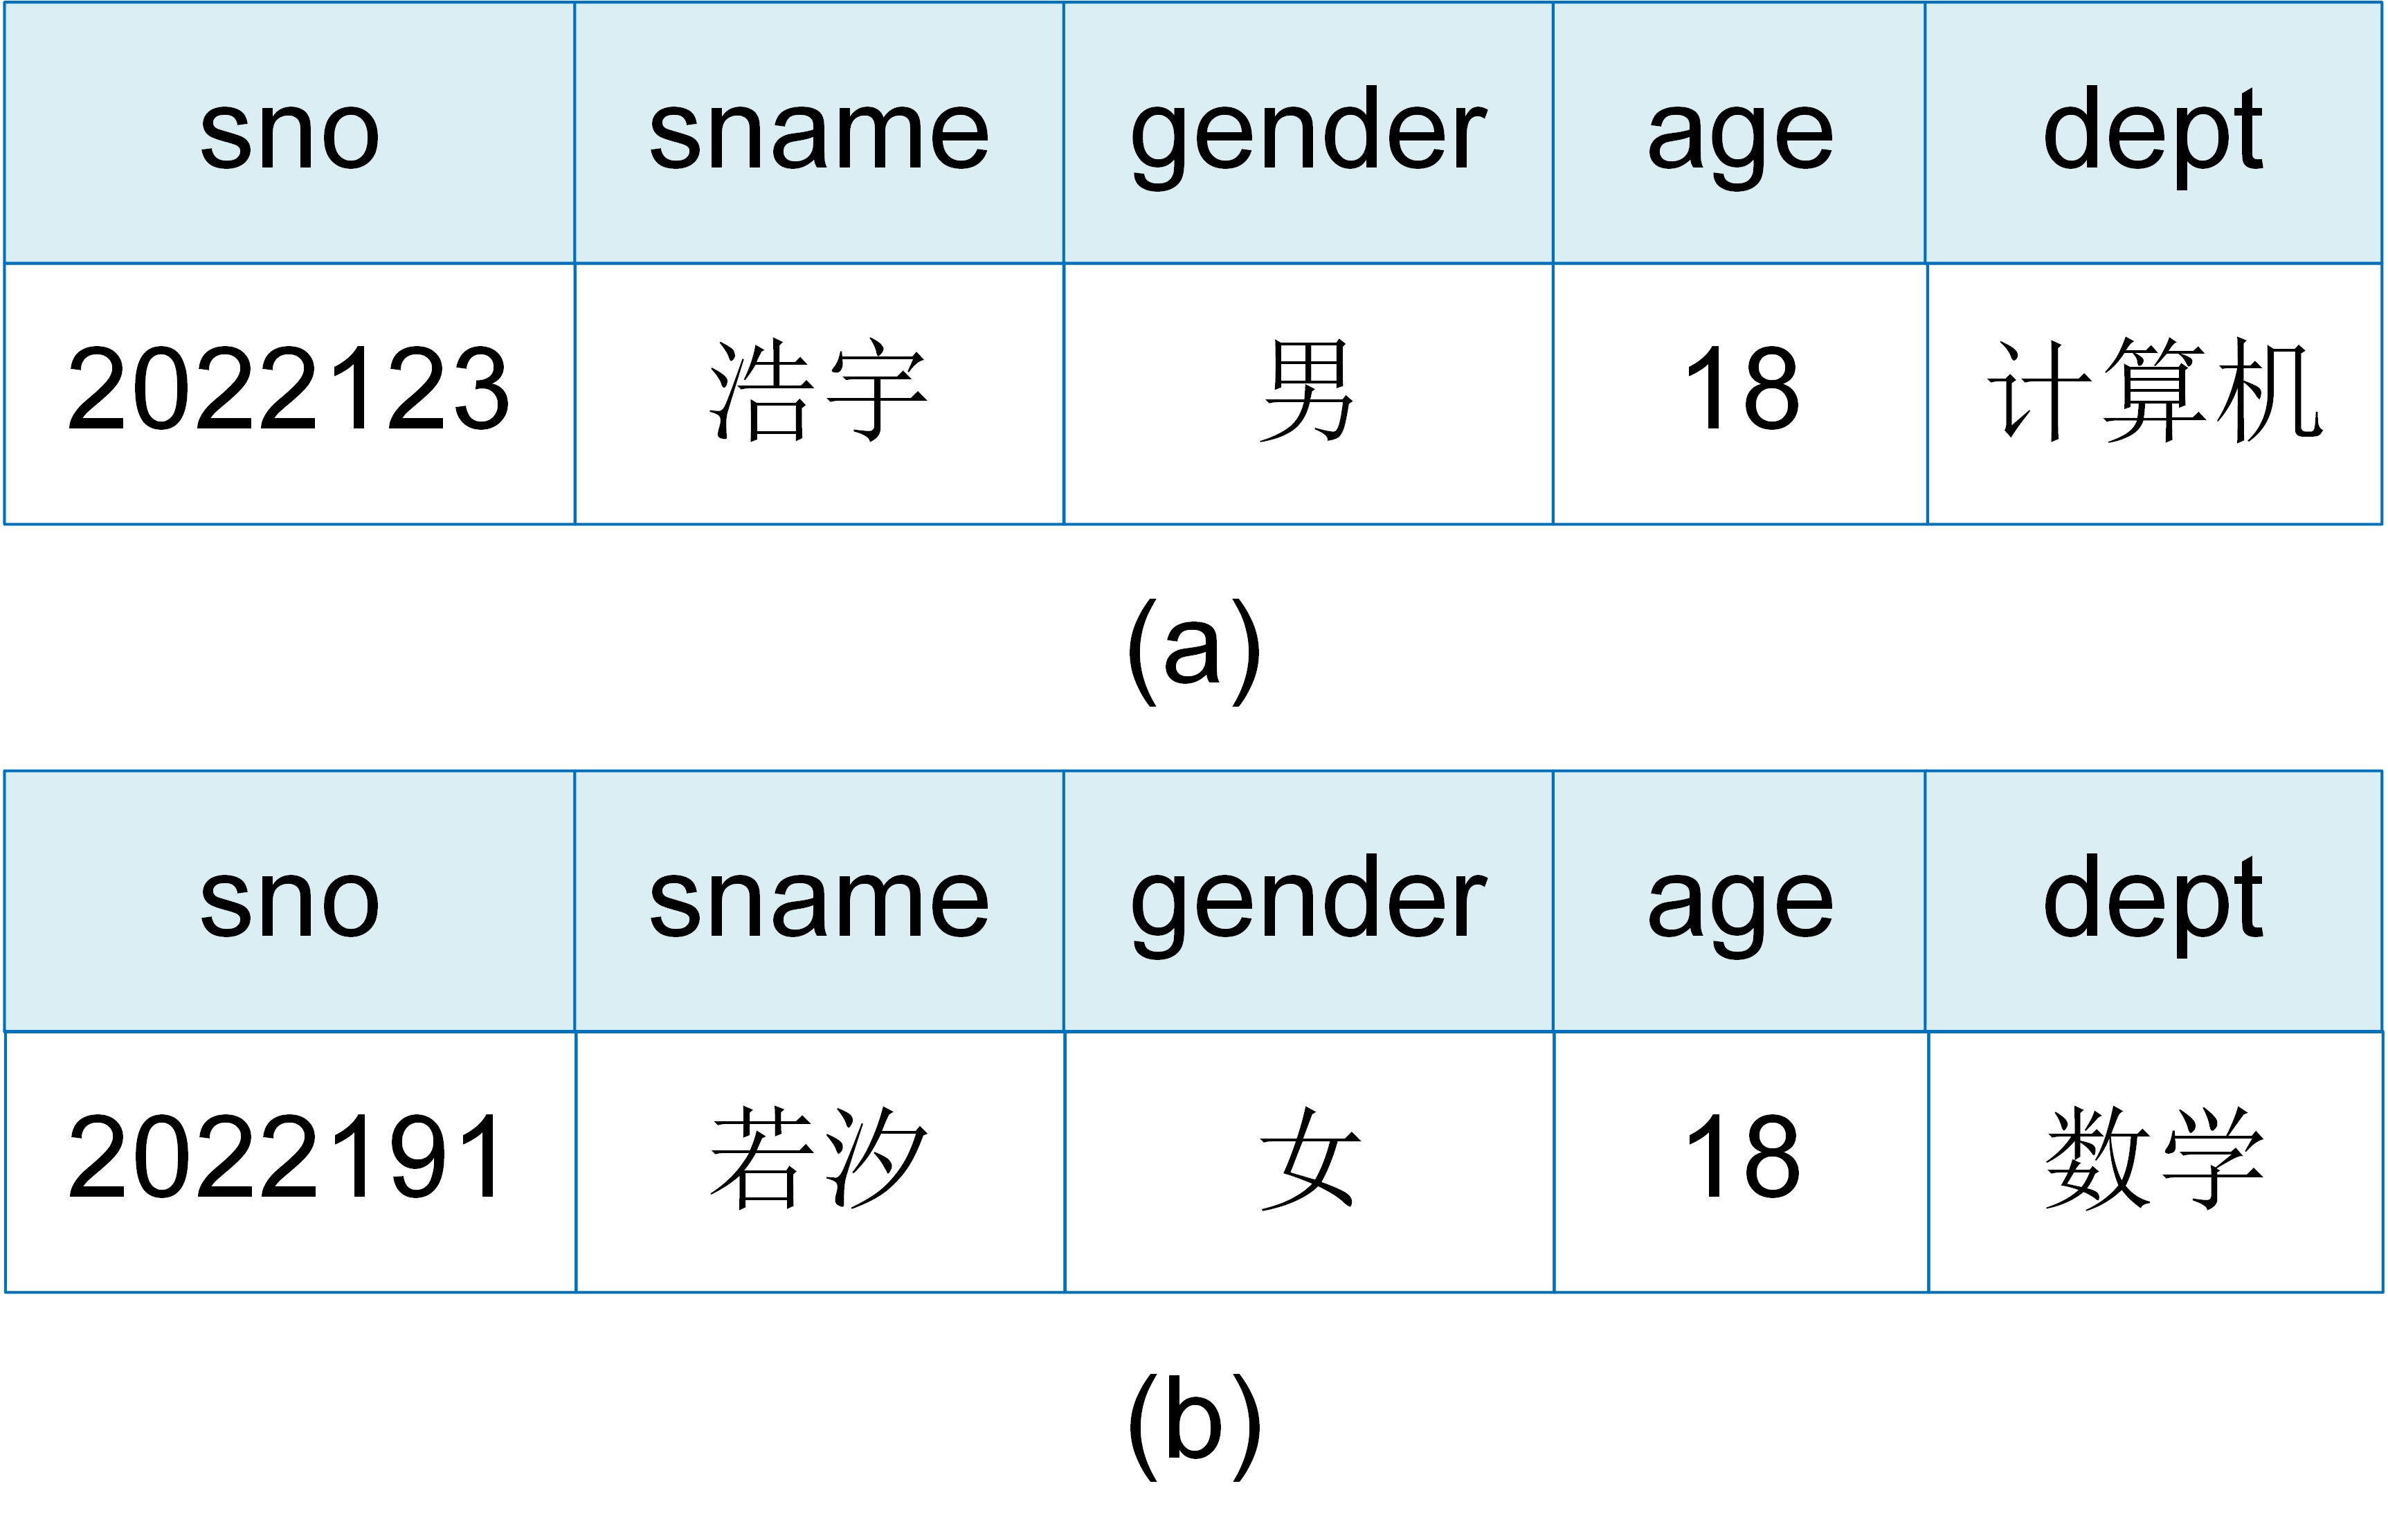 sno sname gender age dept
2022123 浩宇 男 18 计算机
(a)
sno sname gender age dept
2022191 若汐 女 18 数学
(b)